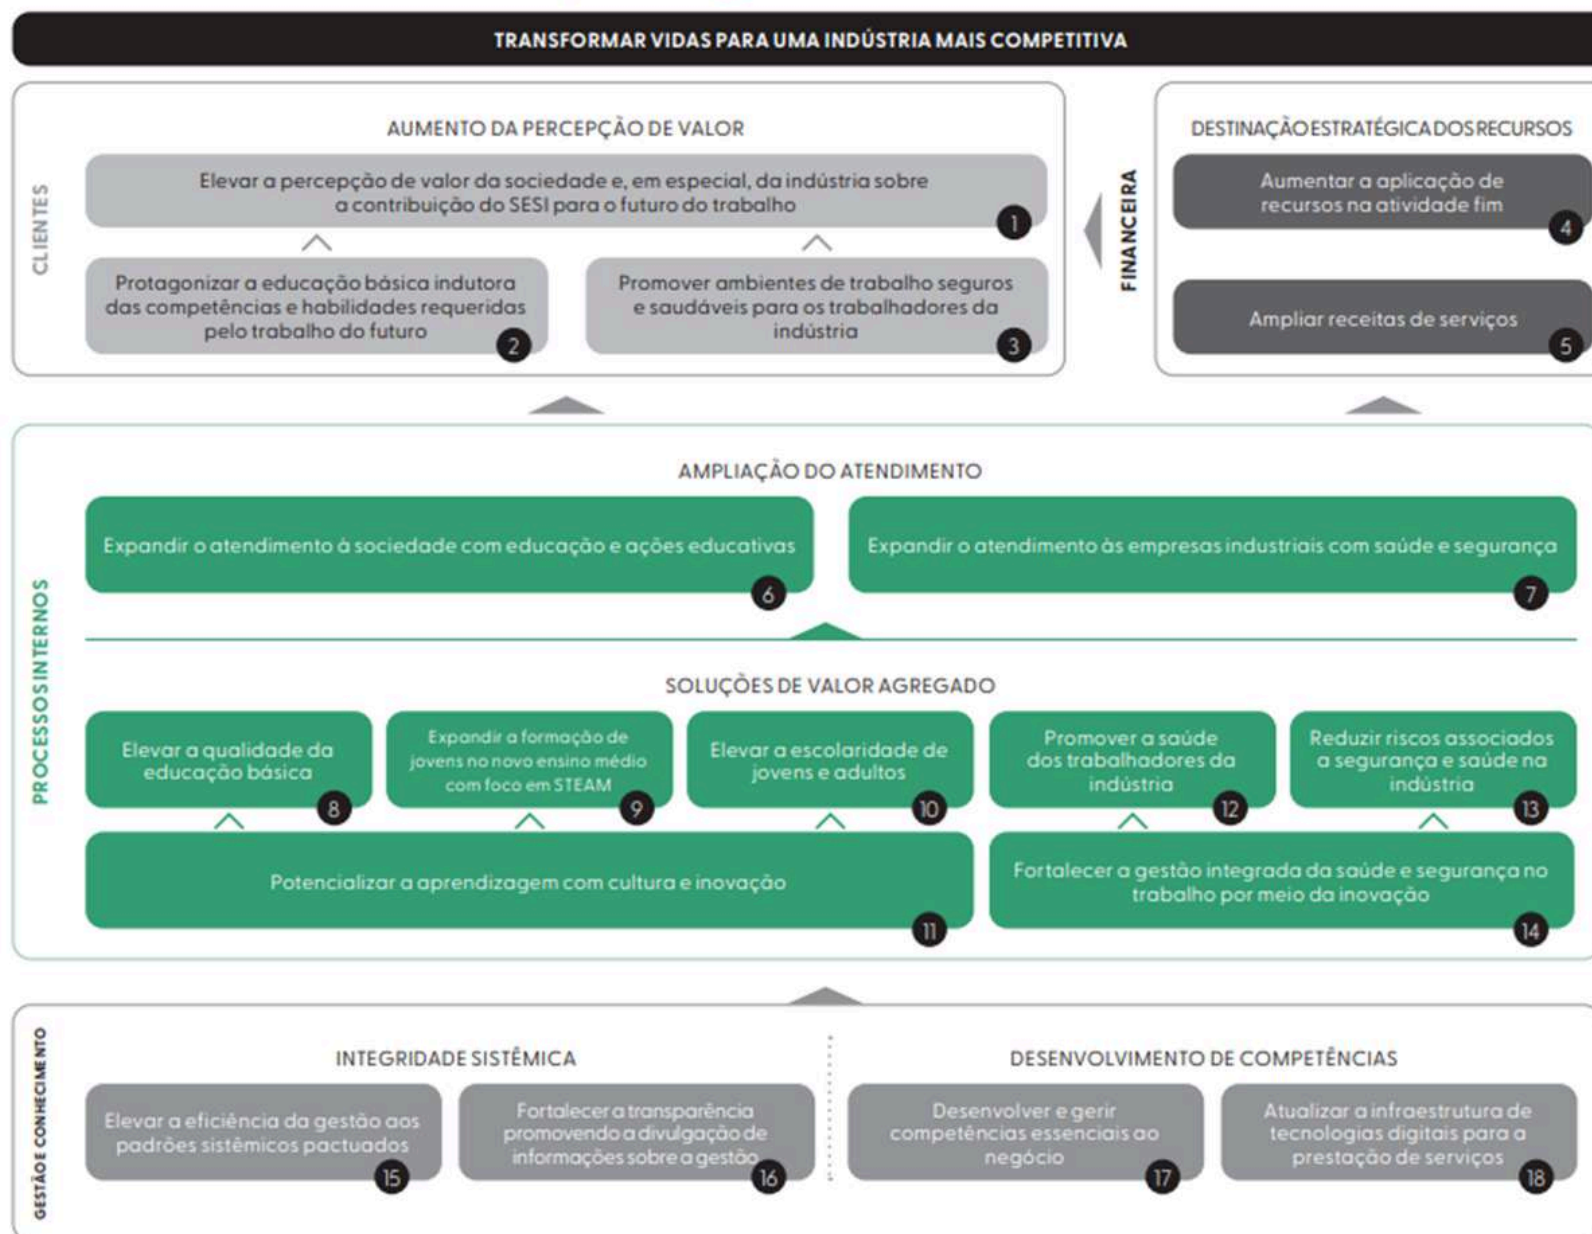 TRANSFORMAR VIDAS PARA UMA INDÚSTRIA MAIS COMPETITIVA
CLIENTES
AUMENTO DA PERCEPÇÃO DE VALOR
Elevar a percepção de valor da sociedade e, em especial, da indústria sobre
a contribuição do SESI para o futuro do trabalho
1
Protagonizar a educação básica indutora
das competências e habilidades requeridas
pelo trabalho do futuro
2
Promover ambientes de trabalho seguros
e saudáveis para os trabalhadores da
indústria
3
FINANCEIRA
DESTINAÇÃO ESTRATÉGICA DOS RECURSOS
Aumentar a aplicação de
recursos na atividade fim
4
Ampliar receitas de serviços
5
PROCESSOS INTERNOS
AMPLIAÇÃO DO ATENDIMENTO
Expandir o atendimento à sociedade com educação e ações educativas
6
Expandir o atendimento às empresas industriais com saúde e segurança
7
SOLUÇÕES DE VALOR AGREGADO
Elevar a qualidade da
educação básica
8
Expandir a formação de
jovens no novo ensino médio
com foco em STEAM
9
Elevar a escolaridade de
jovens e adultos
10
Promover a saúde
dos trabalhadores da
indústria
12
Reduzir riscos associados
a segurança e saúde na
indústria
13
Potencializar a aprendizagem com cultura e inovação
11
Fortalecer a gestão integrada da saúde e segurança no
trabalho por meio da inovação
14
GESTÃO E CONHECIMENTO
INTEGRIDADE SISTÊMICA
Elevar a eficiência da gestão aos
padrões sistêmicos pactuados
15
Fortalecer a transparência
promovendo a divulgação de
informações sobre a gestão
16
DESENVOLVIMENTO DE COMPETÊNCIAS
Desenvolver e gerir
competências essenciais ao
negócio
17
Atualizar a infraestrutura de
tecnologias digitais para a
prestação de serviços
18